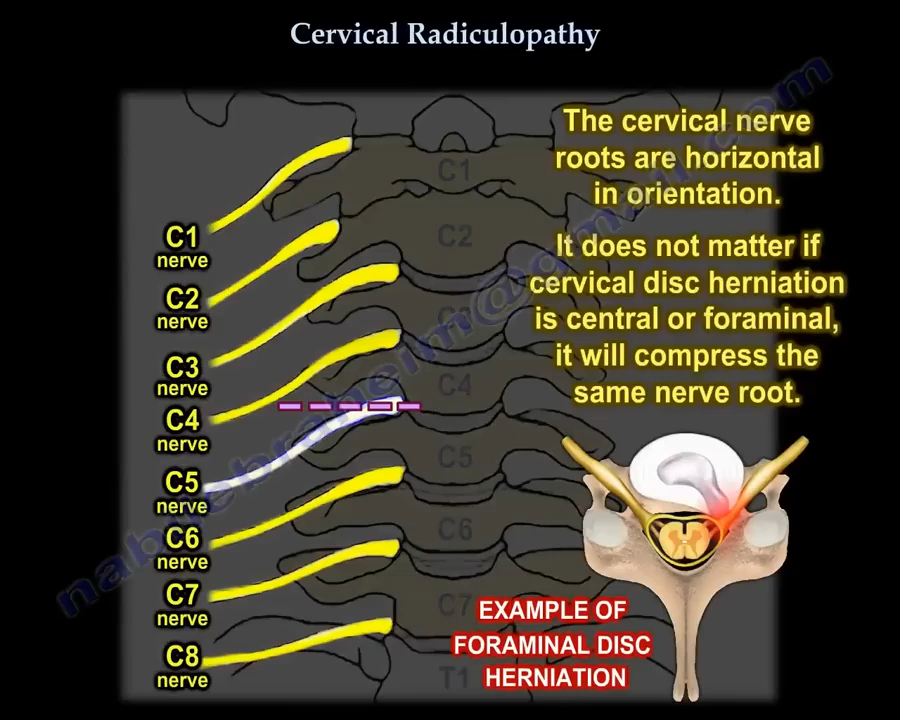 Cervical Radiculopathy
The cervical nerve
roots are horizontal
in orientation.
It does not matter if
cervical disc herniation
is central or foraminal,
it will compress the
same nerve root.
C1
nerve
C2
nerve
C3
nerve
C4
nerve
C5
nerve
C6
nerve
C7
nerve
C8
nerve
C1
C2
C4
C5
C6
C7
T1
EXAMPLE OF
FORAMINAL DISC
HERNIATION